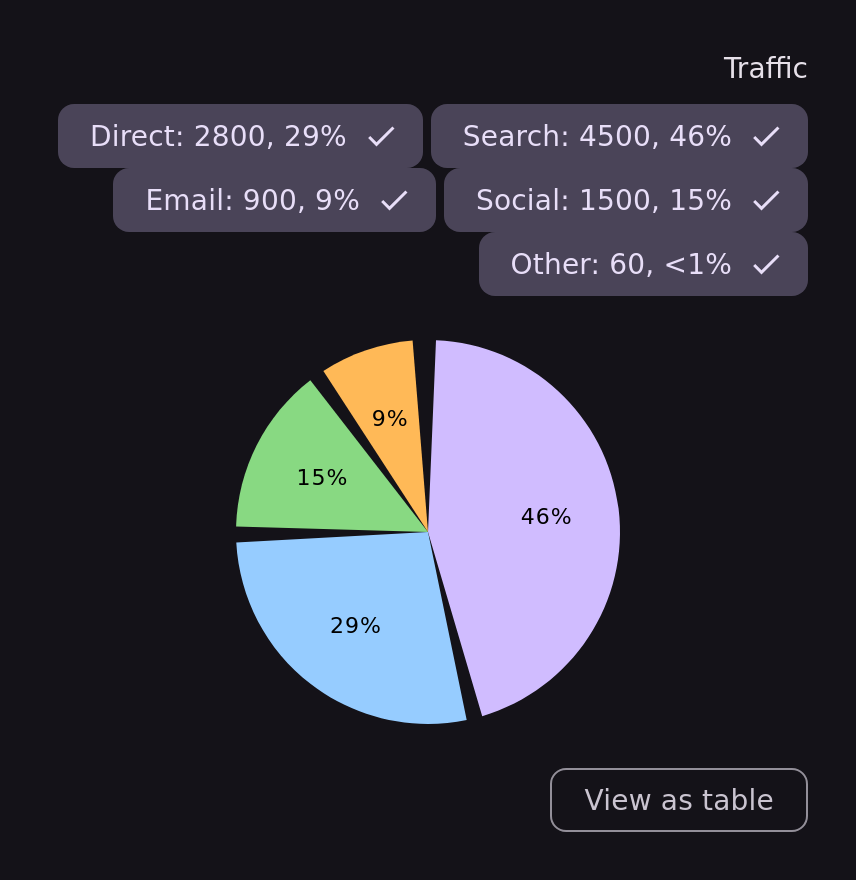 Traffic
Search: 4500, 46%
Direct: 2800, 29%
Social: 1500, 15%
Email: 900, 9%
Other: 60, <1%
9%
15%
46%
29%
View as table